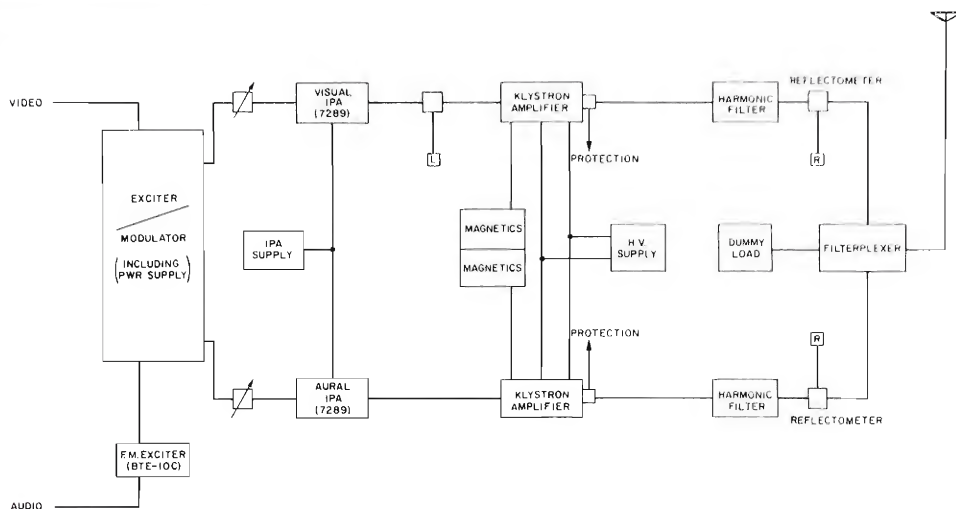 VIDEO
EXCITER
MODULATOR
(INCLUDING
PWR SUPPLY)
F.M. EXCITER
(BTE-10C)
AUDIO
VISUAL
IPA
(7289)
L
IPA
SUPPLY
AURAL
IPA
(7289)
KLYSTRON
AMPLIFIER
PROTECTION
MAGNETICS
MAGNETICS
H.V.
SUPPLY
PROTECTION
KLYSTRON
AMPLIFIER
HARMONIC
FILTER
REFLECTOMETER
R
DUMMY
LOAD
FILTERPLEXER
R
HARMONIC
FILTER
REFLECTOMETER